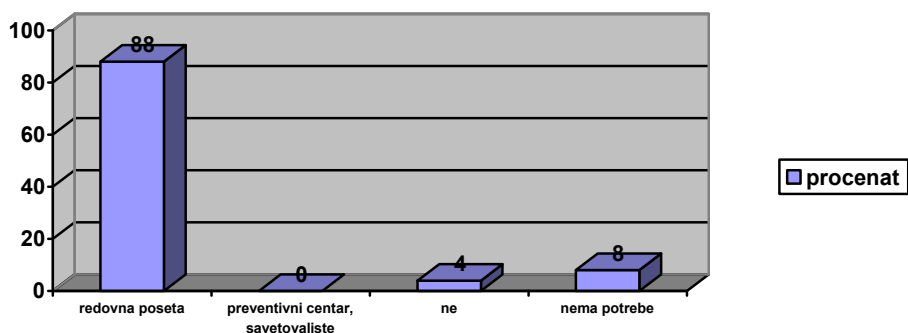 100
80
60
40
20
0
88
0
4
8
redovna poseta
preventivni centar,
savetovaliste
ne
nema potrebe
procenat